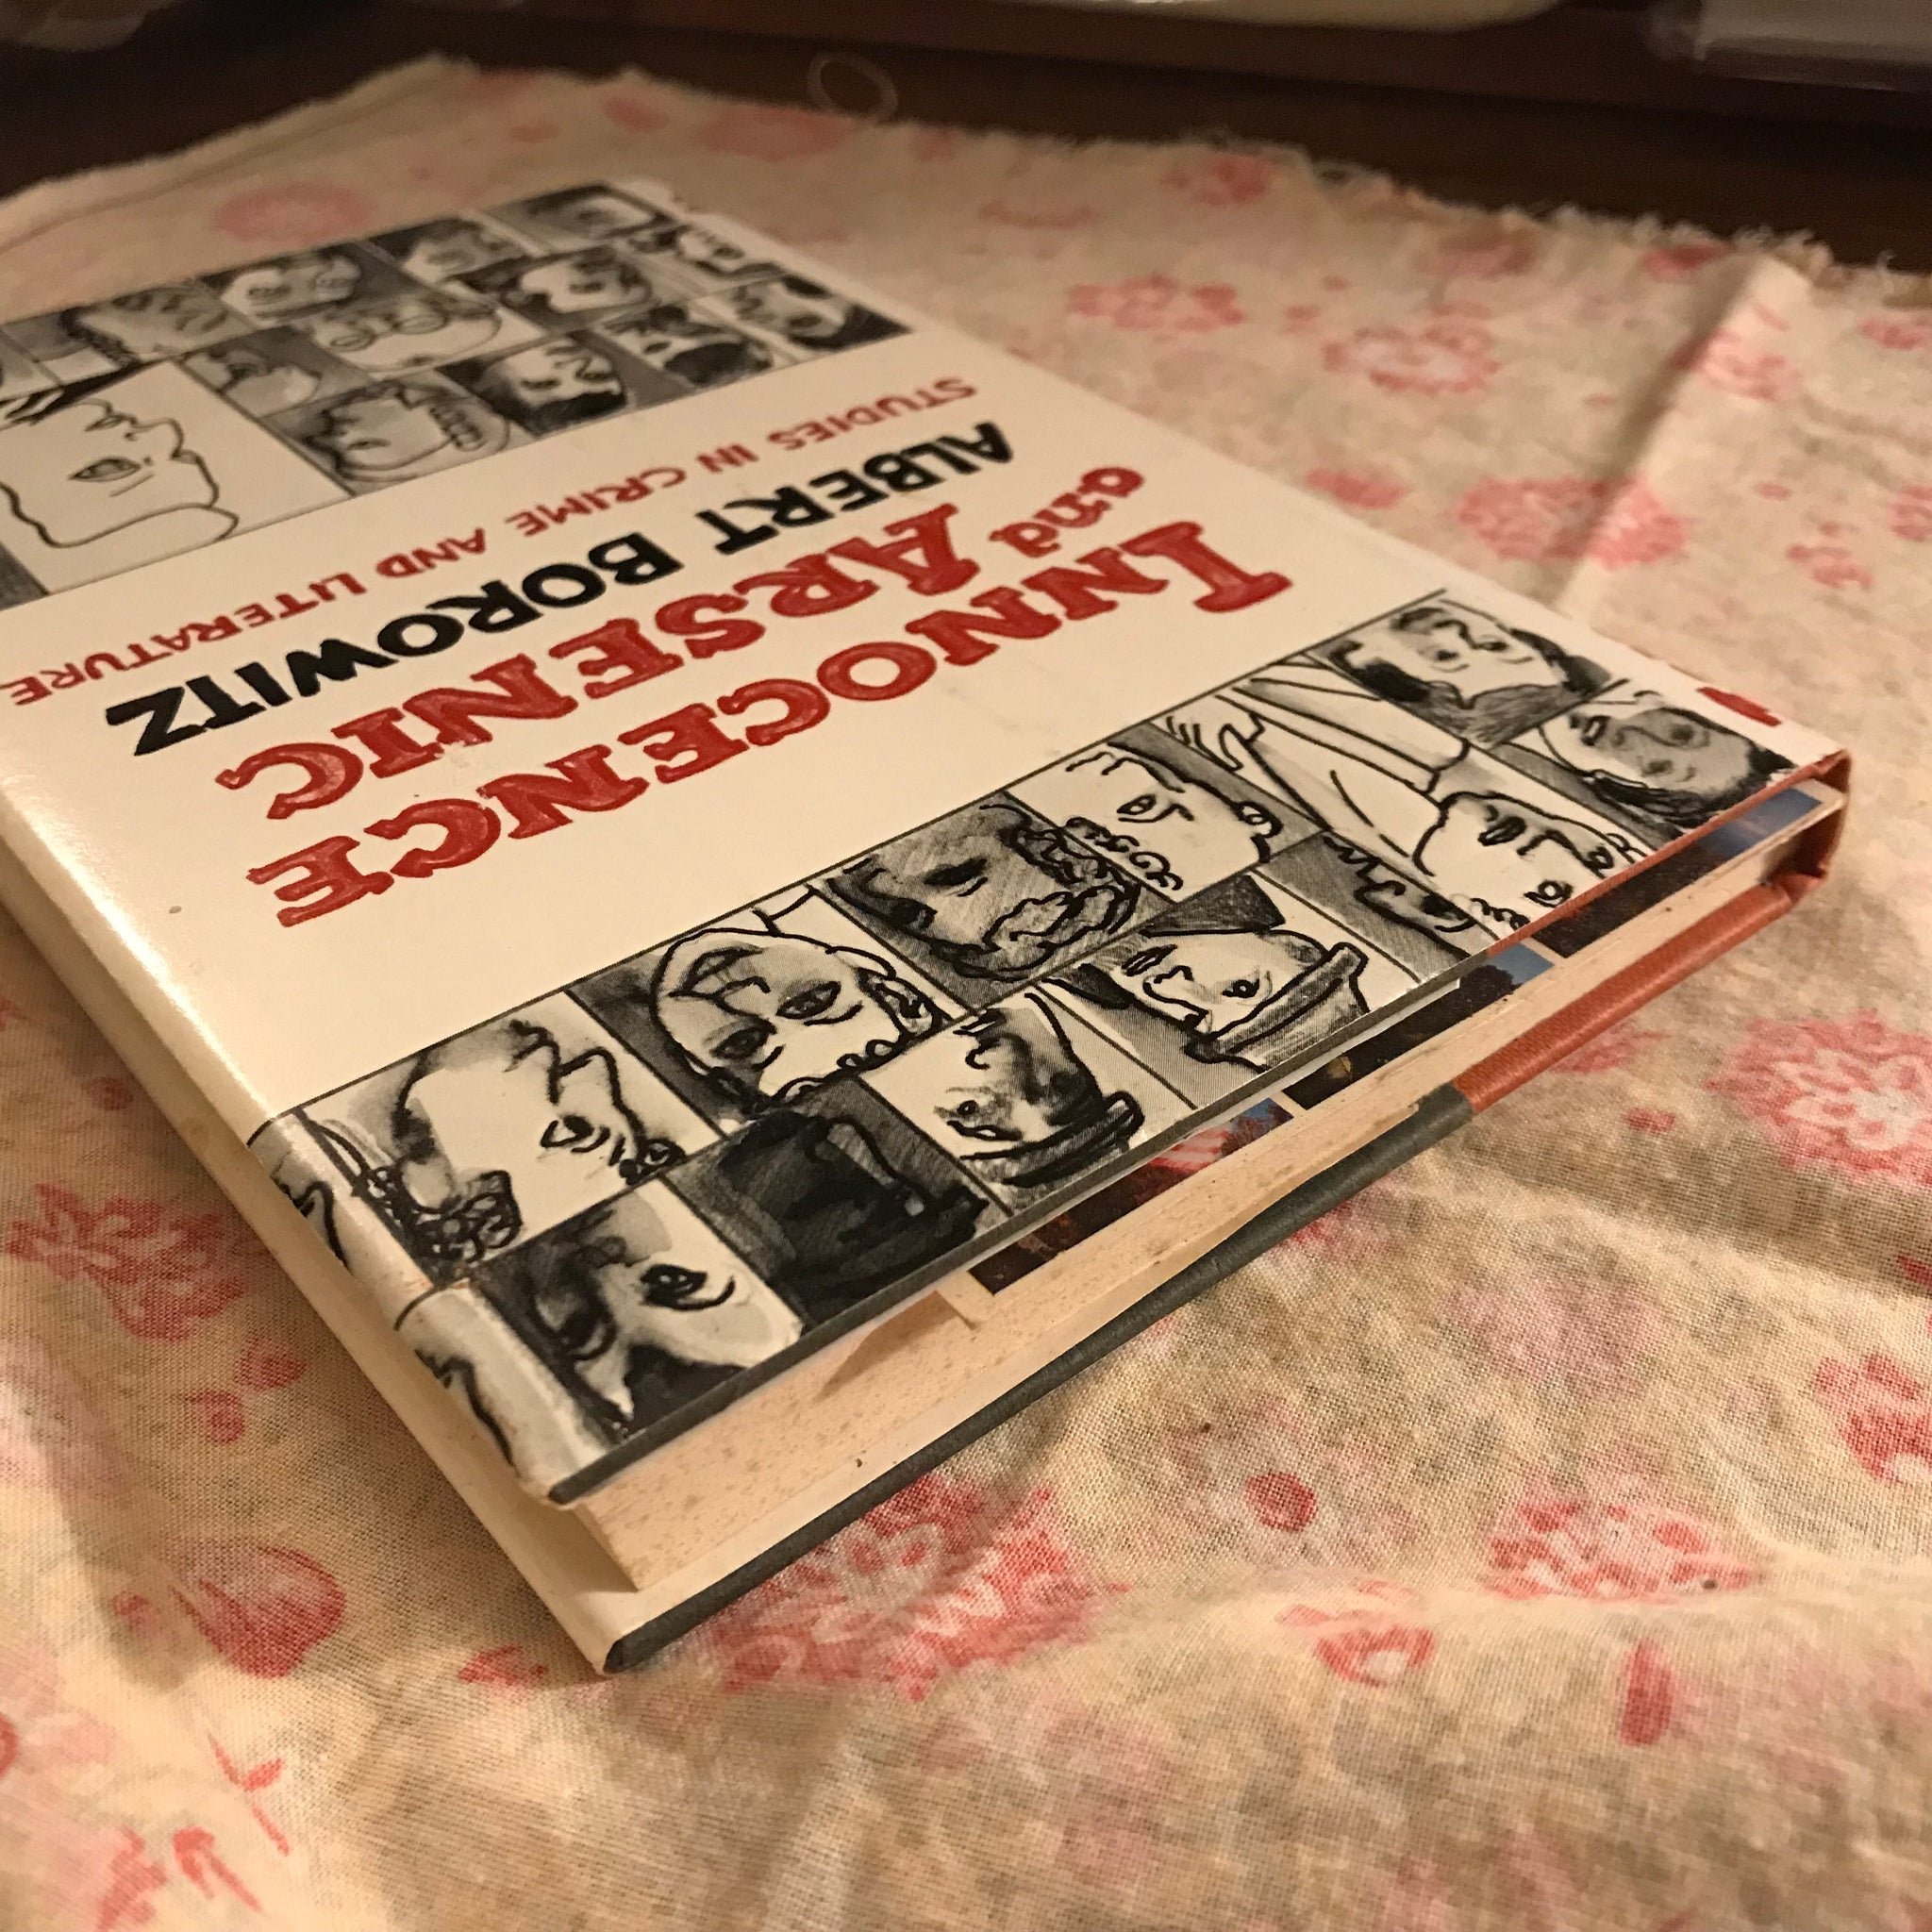 INNOCENCE
and ARSENIC
ALBERT BOROWITZ
STUDIES IN CRIME AND LITERATURE